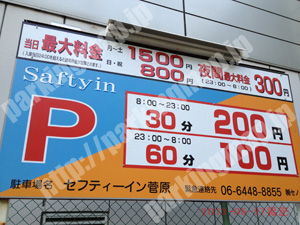 当日最大料金 月-土 1500円
日・祝 800円
夜間最大料金 300円
(23:00~8:00)
Saftyin
P
8:00~23:00
30分 200円
23:00~8:00
60分 100円
駐車場名 セフティーイン菅原
緊急連絡先 06-6448-8855